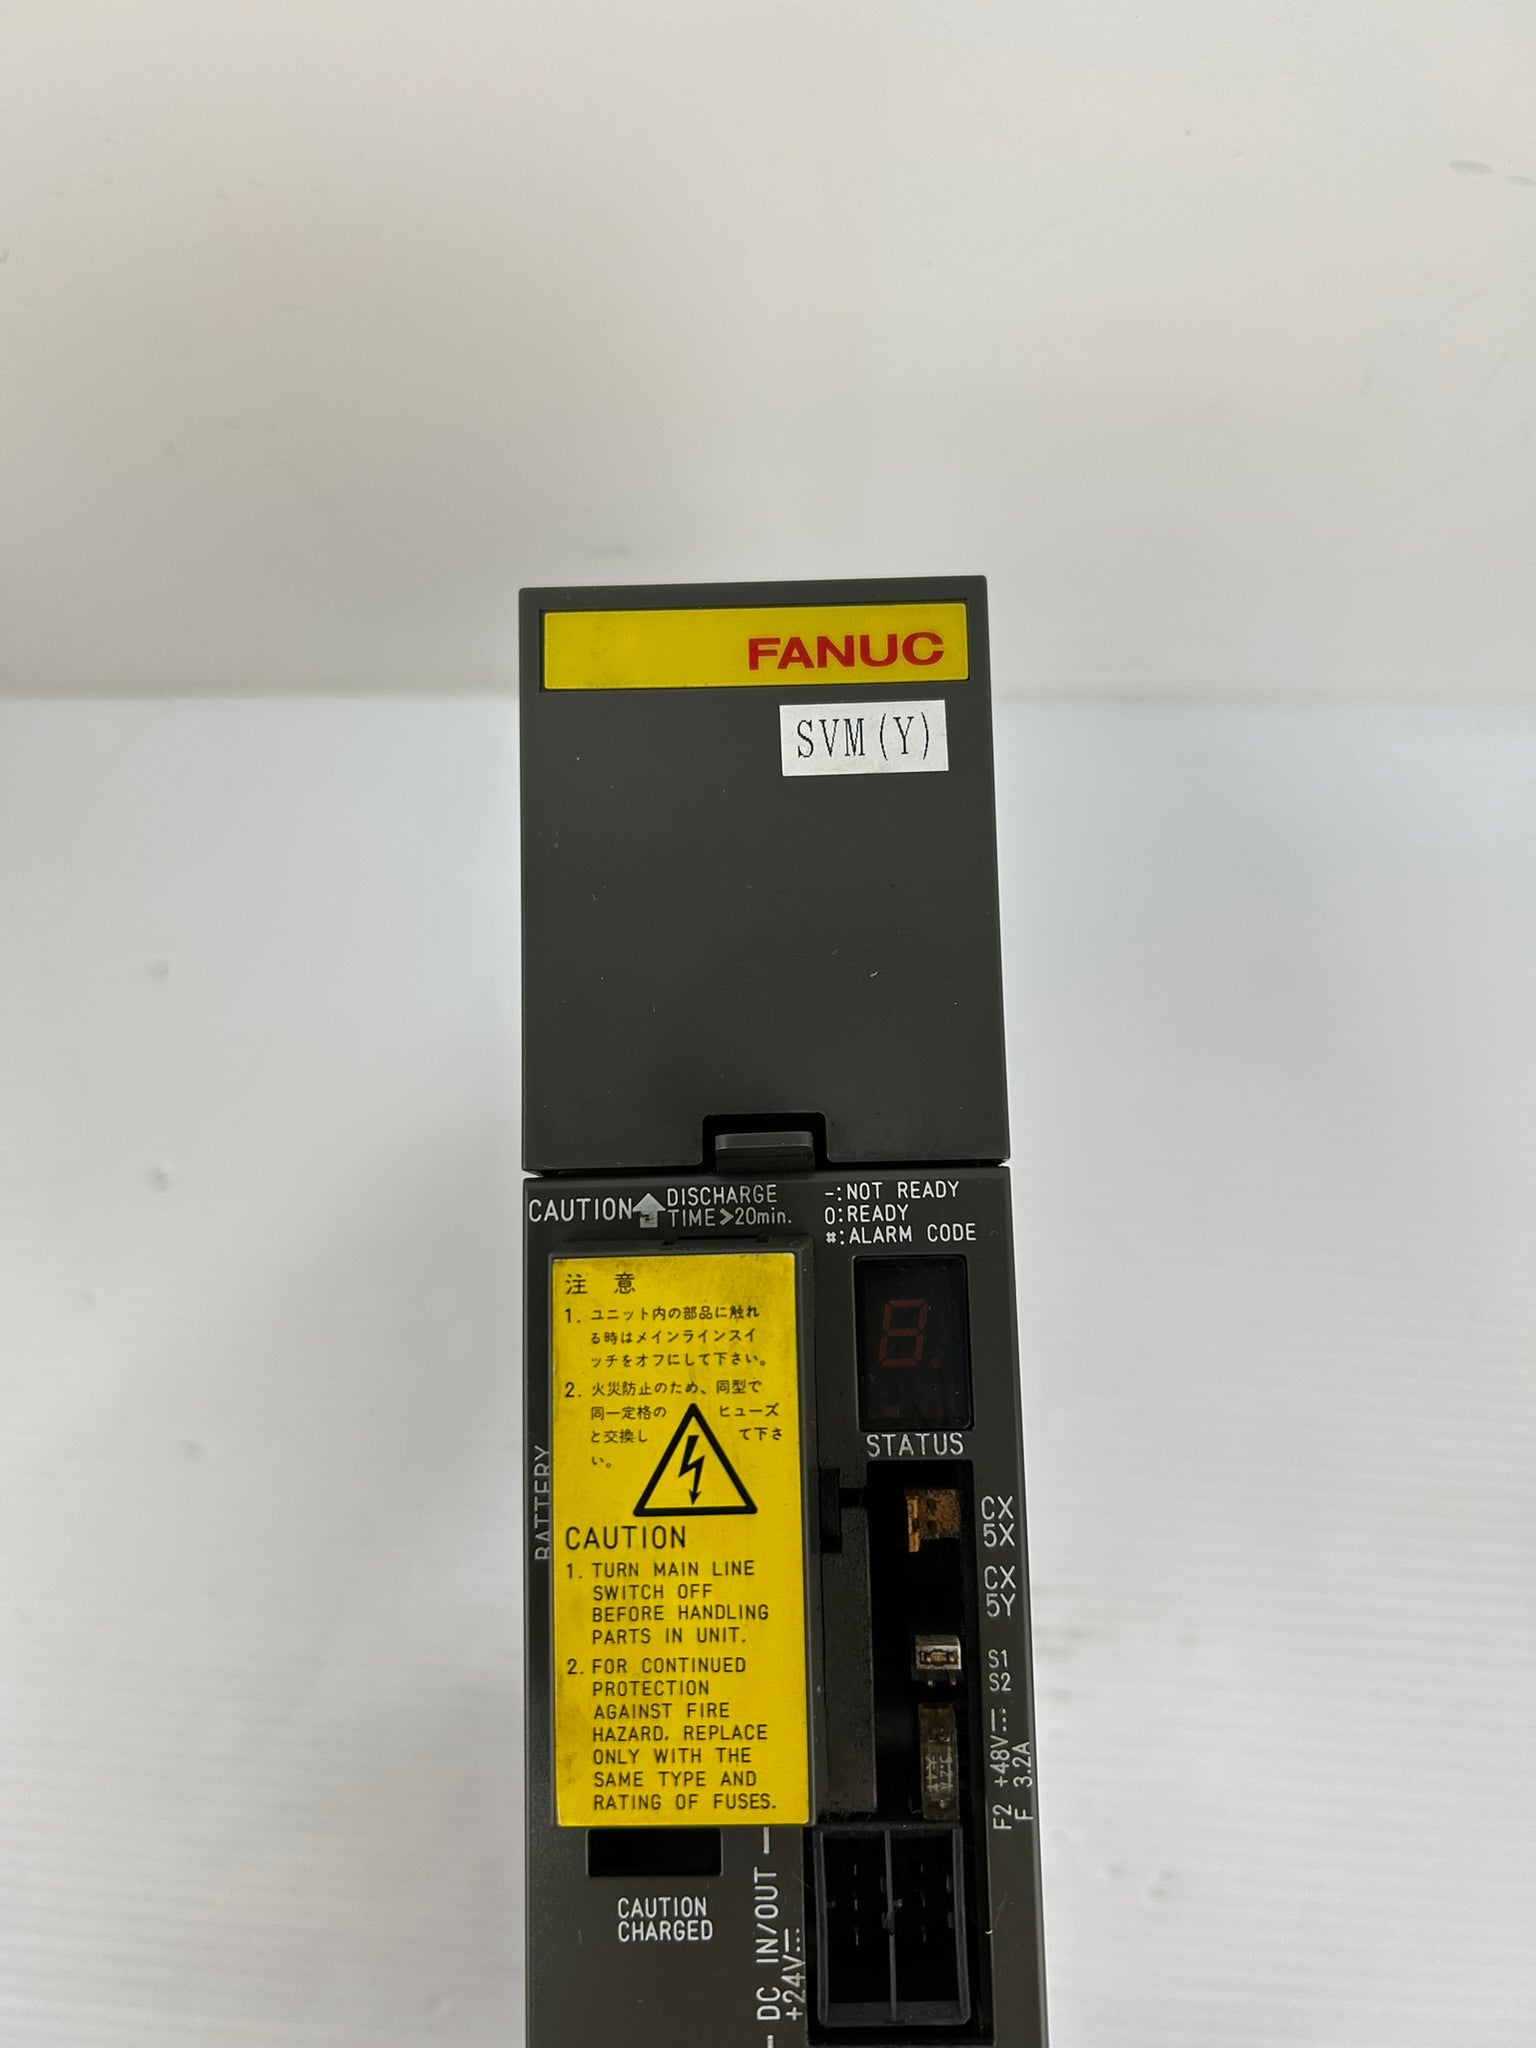 FANUC
SVM(Y)
CAUTION
DISCHARGE
TIME>20min.
-:NOT READY
0:READY
#:ALARM CODE
注 意
1. ユニット内の部品に触れ
る時はメインラインスイ
ッチをオフにして下さい。
2. 火災防止のため、同型で
同一定格の ヒューズ
と交換し て下さ
い。
CAUTION
1. TURN MAIN LINE
SWITCH OFF
BEFORE HANDLING
PARTS IN UNIT.
2. FOR CONTINUED
PROTECTION
AGAINST FIRE
HAZARD. REPLACE
ONLY WITH THE
SAME TYPE AND
RATING OF FUSES.
BATTERY
8.
STATUS
CX
5X
CX
5Y
S1
S2
F2 +48V
F 3.2A
3.2A
CAUTION
CHARGED
DC IN/OUT
+24V